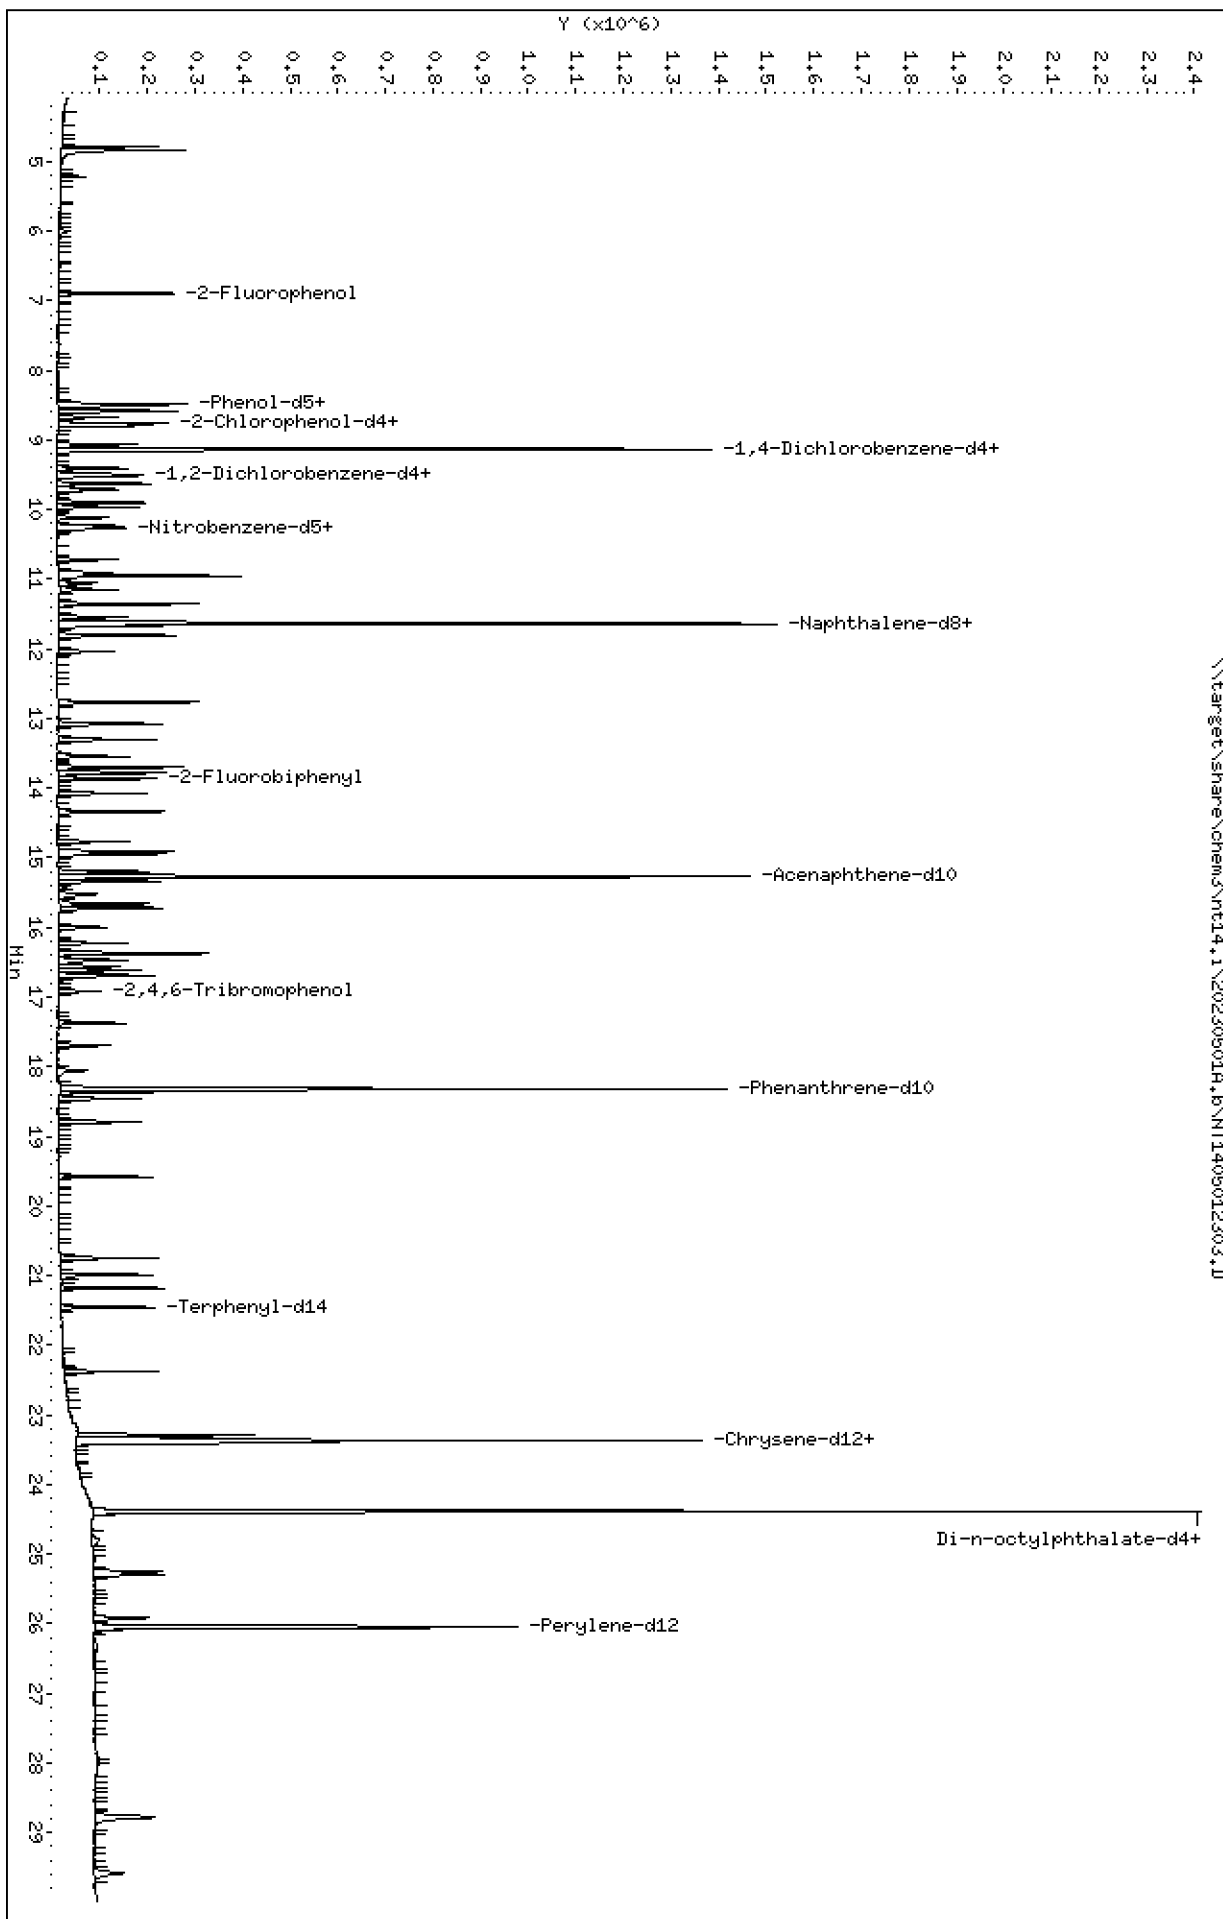 \\target\share\chem3\nt14.i\20230501A.b\NT1405012303.D
Y (x10^6)
0.1
0.2
0.3
0.4
0.5
0.6
0.7
0.8
0.9
1.0
1.1
1.2
1.3
1.4
1.5
1.6
1.7
1.8
1.9
2.0
2.1
2.2
2.3
2.4
-2-Fluorophenol
-Phenol-d5+
-2-Chlorophenol-d4+
-1,4-Dichlorobenzene-d4+
-1,2-Dichlorobenzene-d4+
-Nitrobenzene-d5+
-Naphthalene-d8+
-2-Fluorobiphenyl
-Acenaphthene-d10
-2,4,6-Tribromophenol
-Phenanthrene-d10
-Terphenyl-d14
-Chrysene-d12+
Di-n-octylphthalate-d4+
-Perylene-d12
5
6
7
8
9
10
11
12
13
14
15
16
17
18
19
20
21
22
23
24
25
26
27
28
29
Min